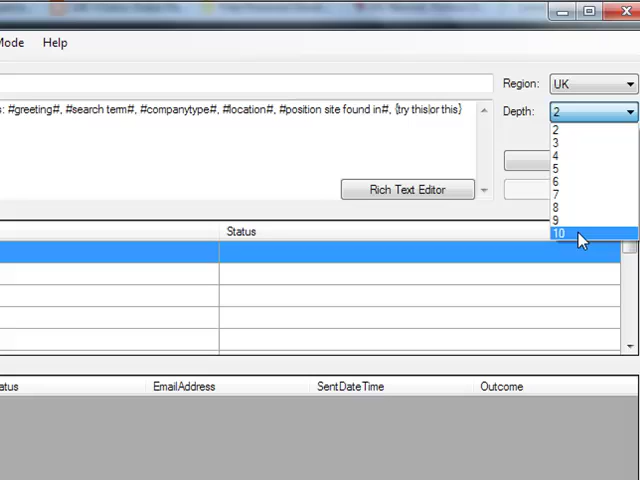 Mode Help
Region: UK
s: #greeting#, #search term#, #companytype#, #location#, #position site found in#, {try this|or this}
Depth: 2
2
3
4
5
6
7
8
9
10
Rich Text Editor
Status
atus EmailAddress SentDateTime Outcome